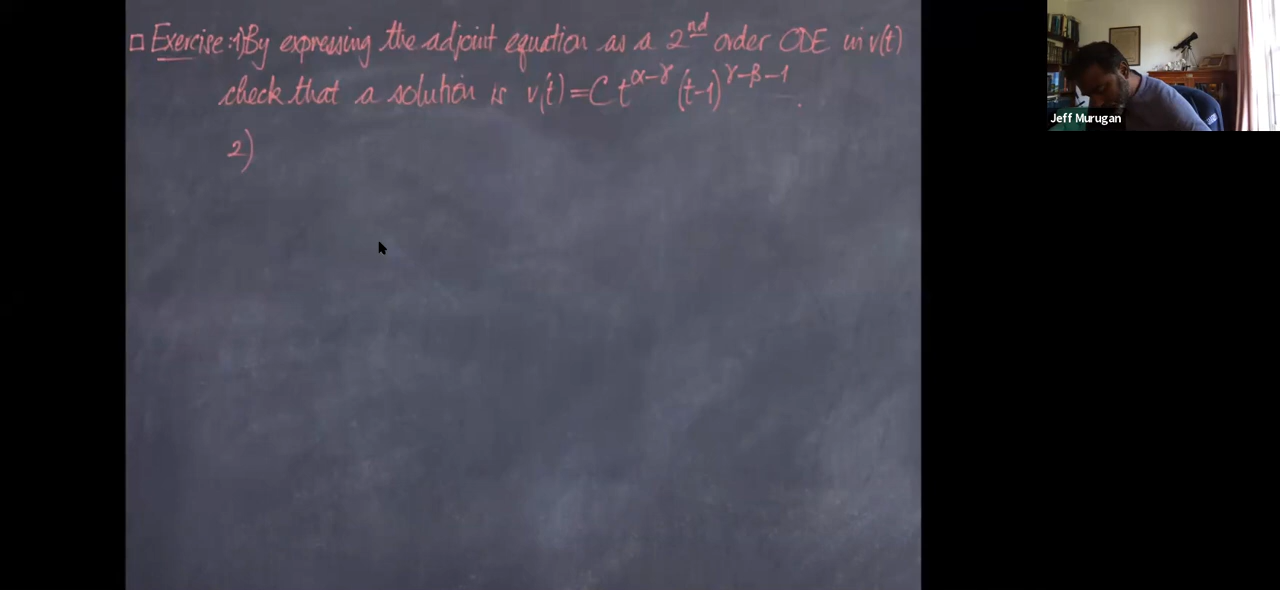 □ Exercise: 1) By expressing the adjoint equation as a 2nd order ODE in v(t)
check that a solution is v₁(t) = C t^{α-γ} (t-1)^{γ-β-1}.
2)
Jeff Murugan